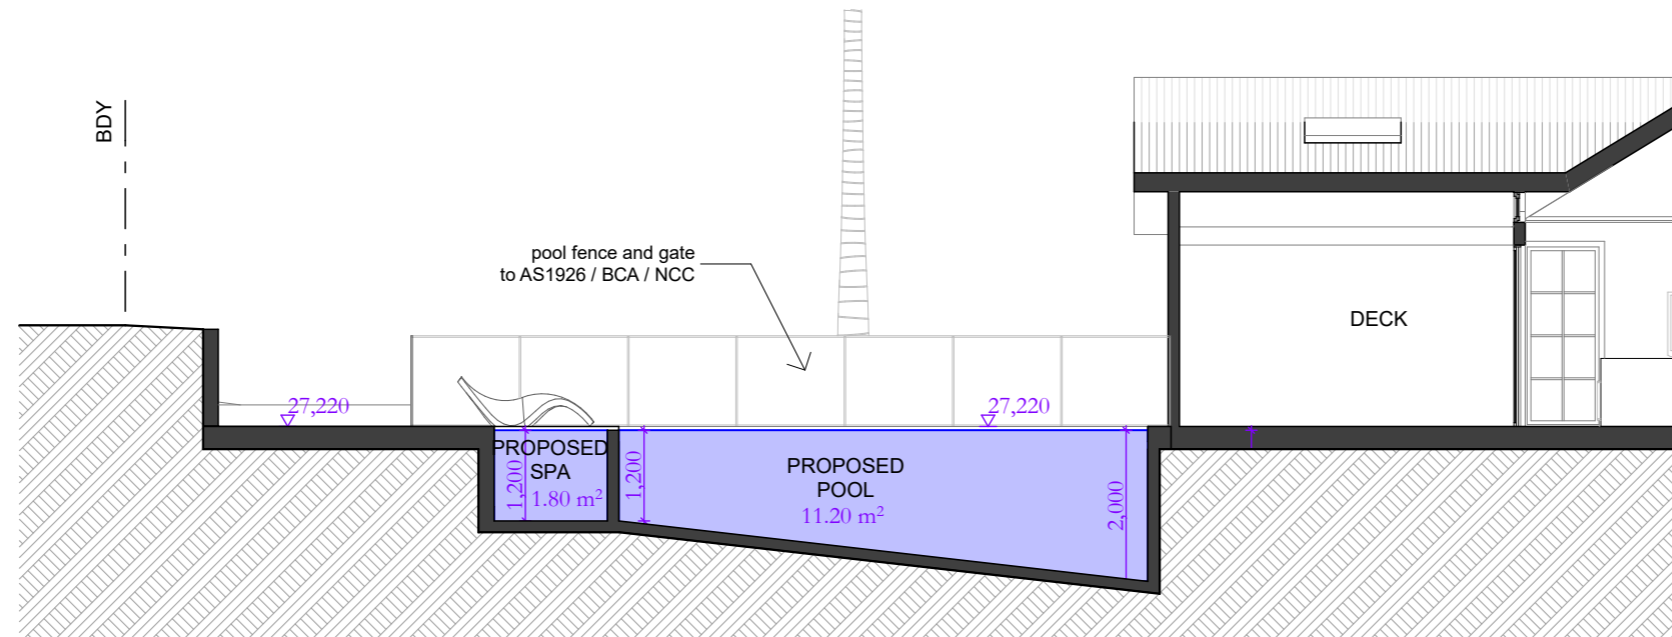 BDY
pool fence and gate
to AS1926 / BCA / NCC
DECK
27,220
27,220
PROPOSED
SPA
1.80 m²
1,200
1,200
PROPOSED
POOL
11.20 m²
2,000